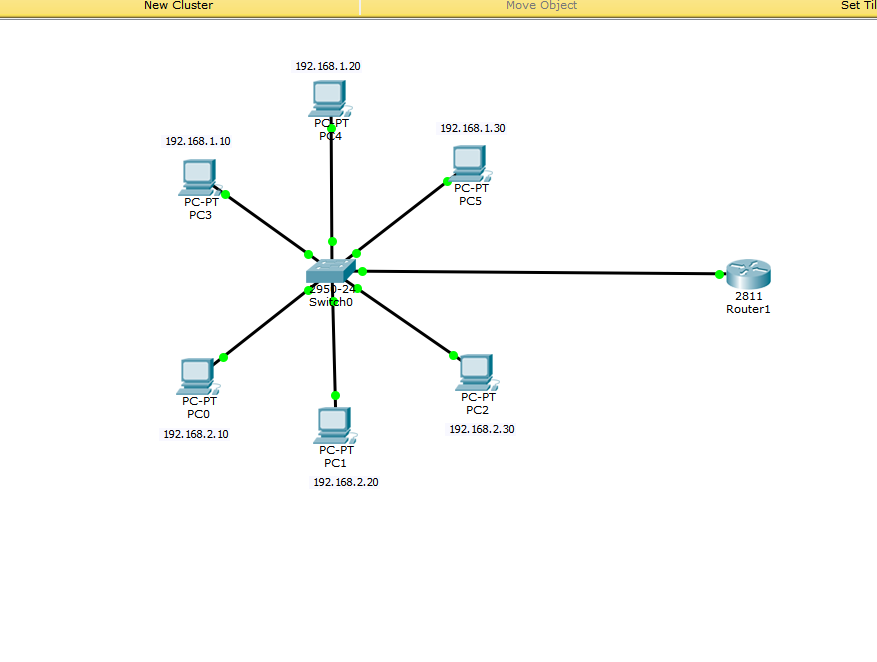 New Cluster
Move Object
Set Til
192.168.1.20
PC-PT
PC4
192.168.1.30
PC-PT
PC5
192.168.1.10
PC-PT
PC3
2950-24
Switch0
2811
Router1
PC-PT
PC0
192.168.2.10
PC-PT
PC2
192.168.2.30
PC-PT
PC1
192.168.2.20